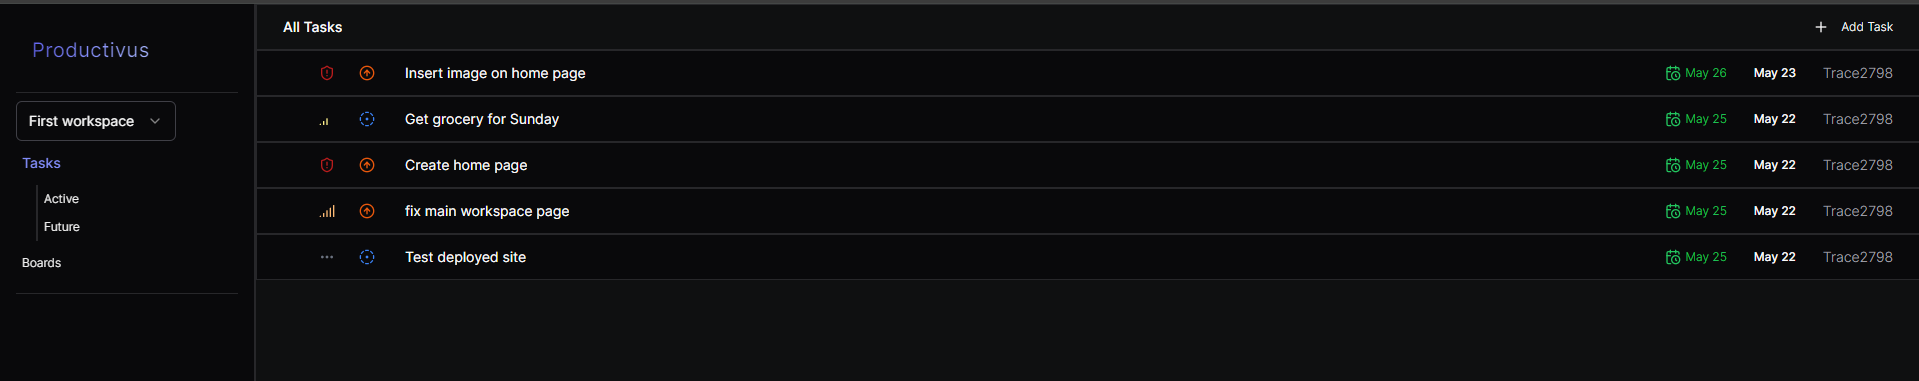 Productivus
First workspace
Tasks
Active
Future
Boards
All Tasks
Add Task
Insert image on home page May 26 May 23 Trace2798
Get grocery for Sunday May 25 May 22 Trace2798
Create home page May 25 May 22 Trace2798
fix main workspace page May 25 May 22 Trace2798
Test deployed site May 25 May 22 Trace2798